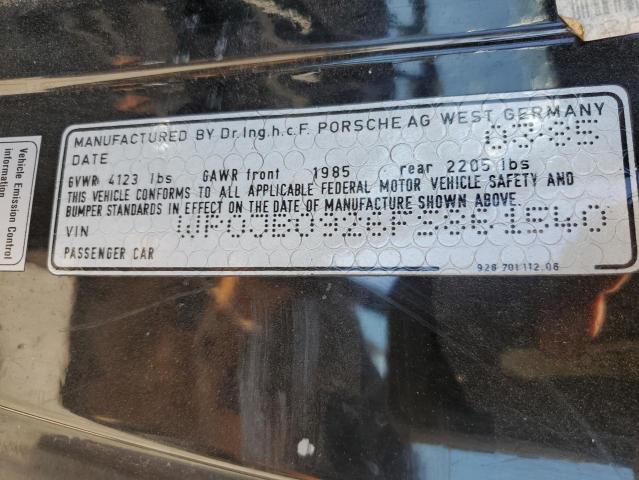 MANUFACTURED BY Dr.Ing.h.c.F. PORSCHE AG WEST GERMANY
DATE 03.85
GVWR 4123 lbs GAWR front 1985 rear 2205 lbs
THIS VEHICLE CONFORMS TO ALL APPLICABLE FEDERAL MOTOR VEHICLE SAFETY AND
BUMPER STANDARDS IN EFFECT ON THE DATE OF MANUFACTURE SHOWN ABOVE.
VIN WP0JB0928FS861540
PASSENGER CAR
928 701 112.06
Vehicle Emission Control
information